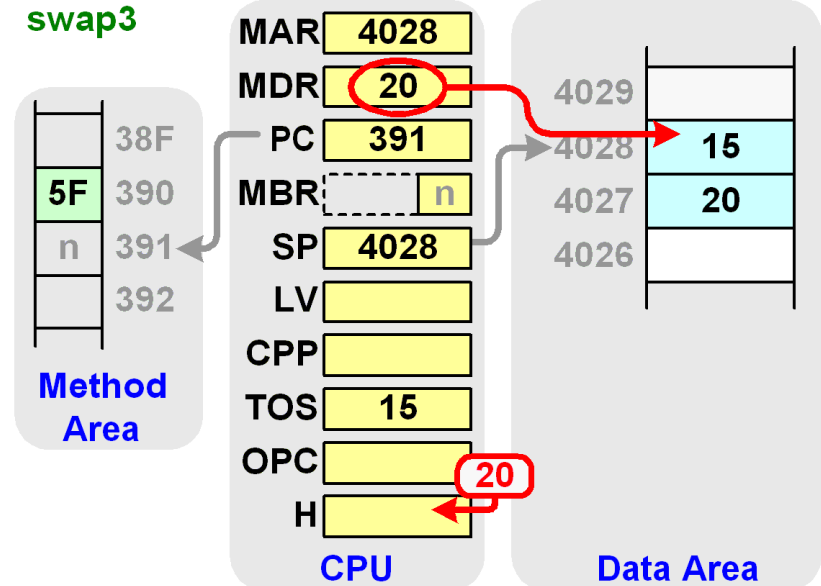 swap3
38F
5F 390
n 391
392
Method
Area
MAR 4028
MDR 20
PC 391
MBR n
SP 4028
LV
CPP
TOS 15
OPC
20
H
CPU
4029
4028 15
4027 20
4026
Data Area